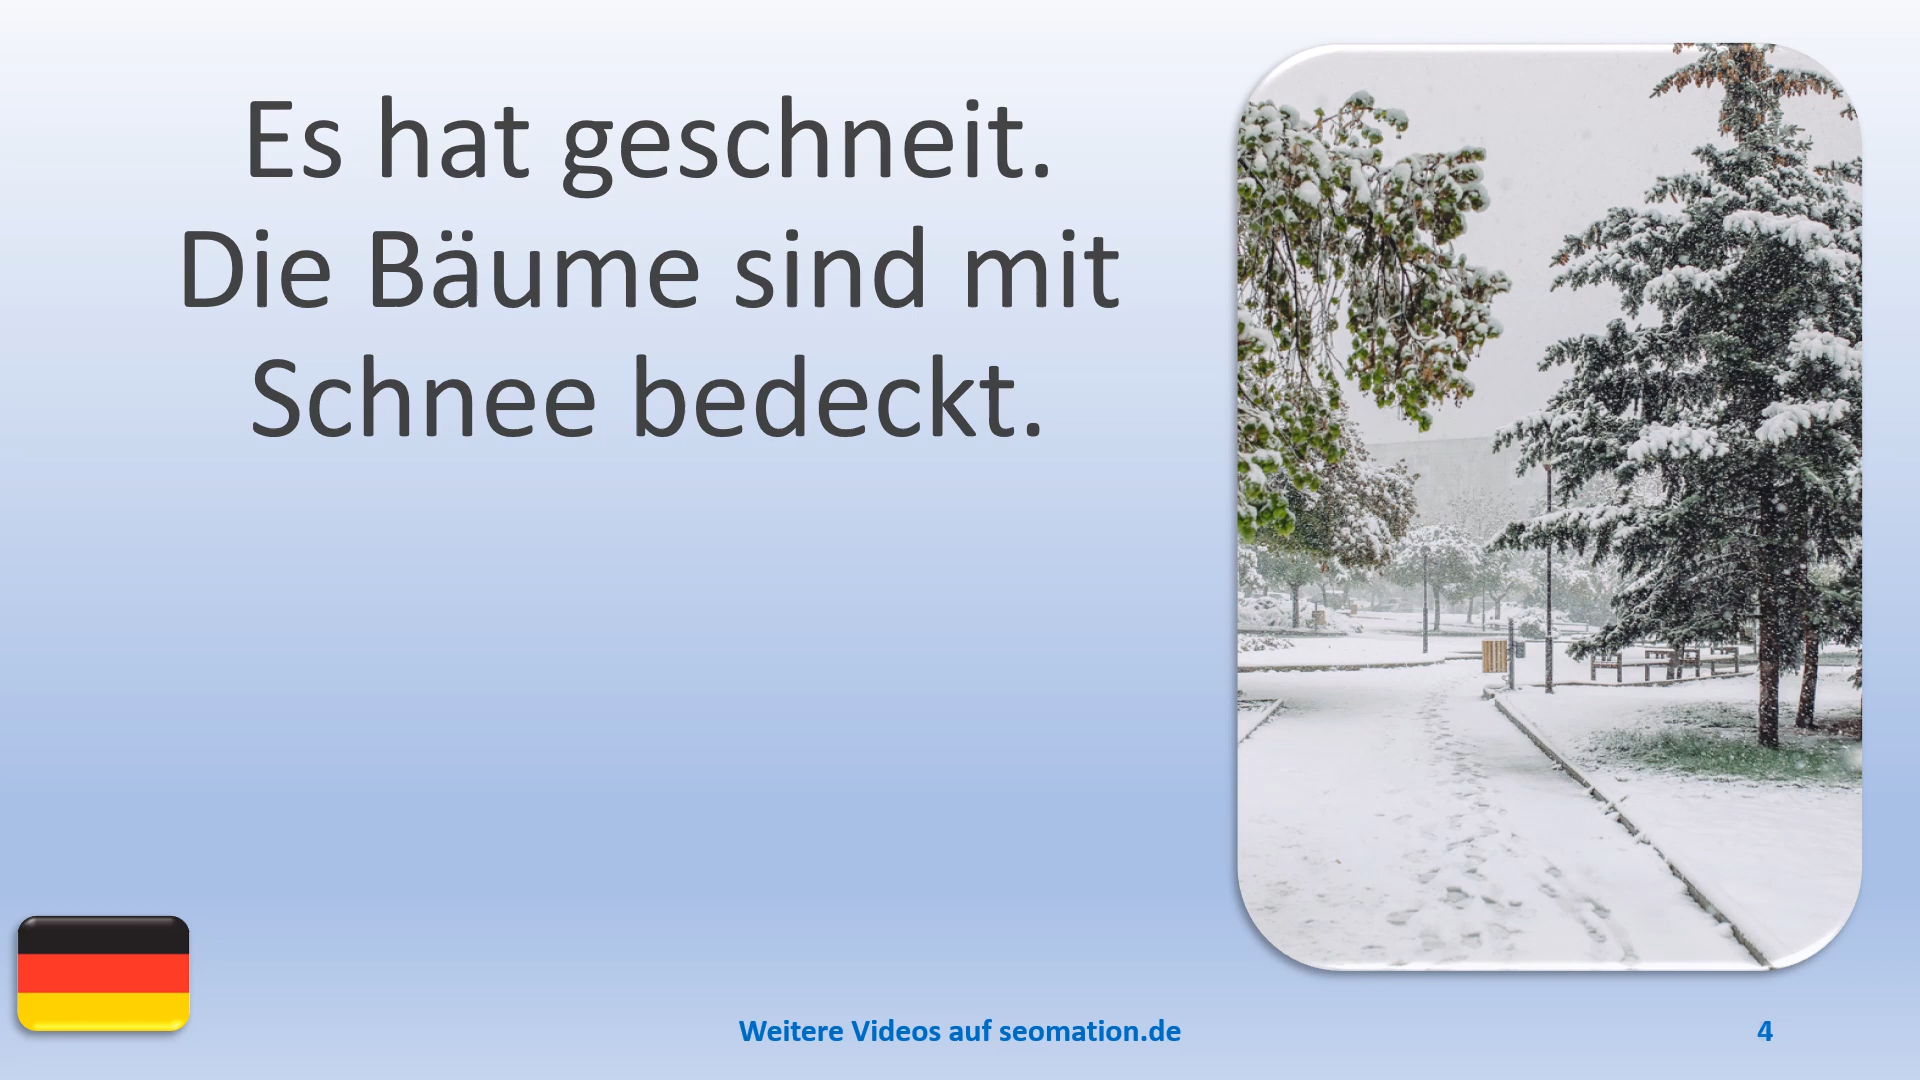 Es hat geschneit.
Die Bäume sind mit
Schnee bedeckt.
Weitere Videos auf seomation.de
4